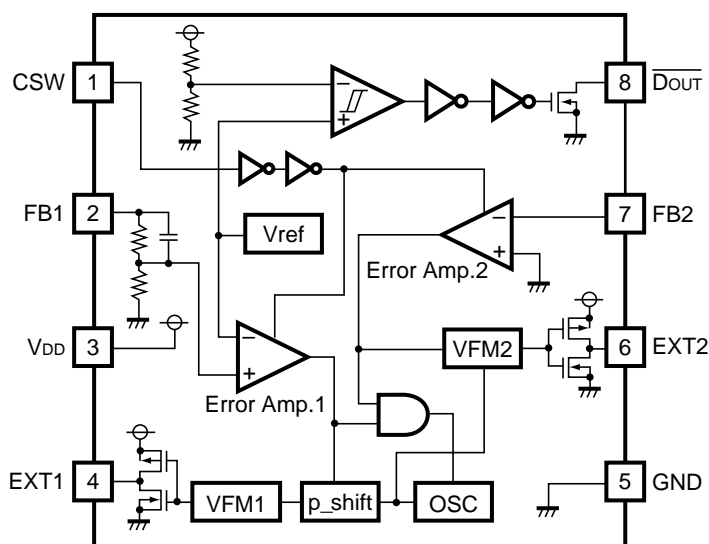 CSW 1
8 DOUT
FB1 2
Vref
7 FB2
Error Amp.2
VDD 3
VFM2
6 EXT2
Error Amp.1
EXT1 4
VFM1
p_shift
OSC
5 GND